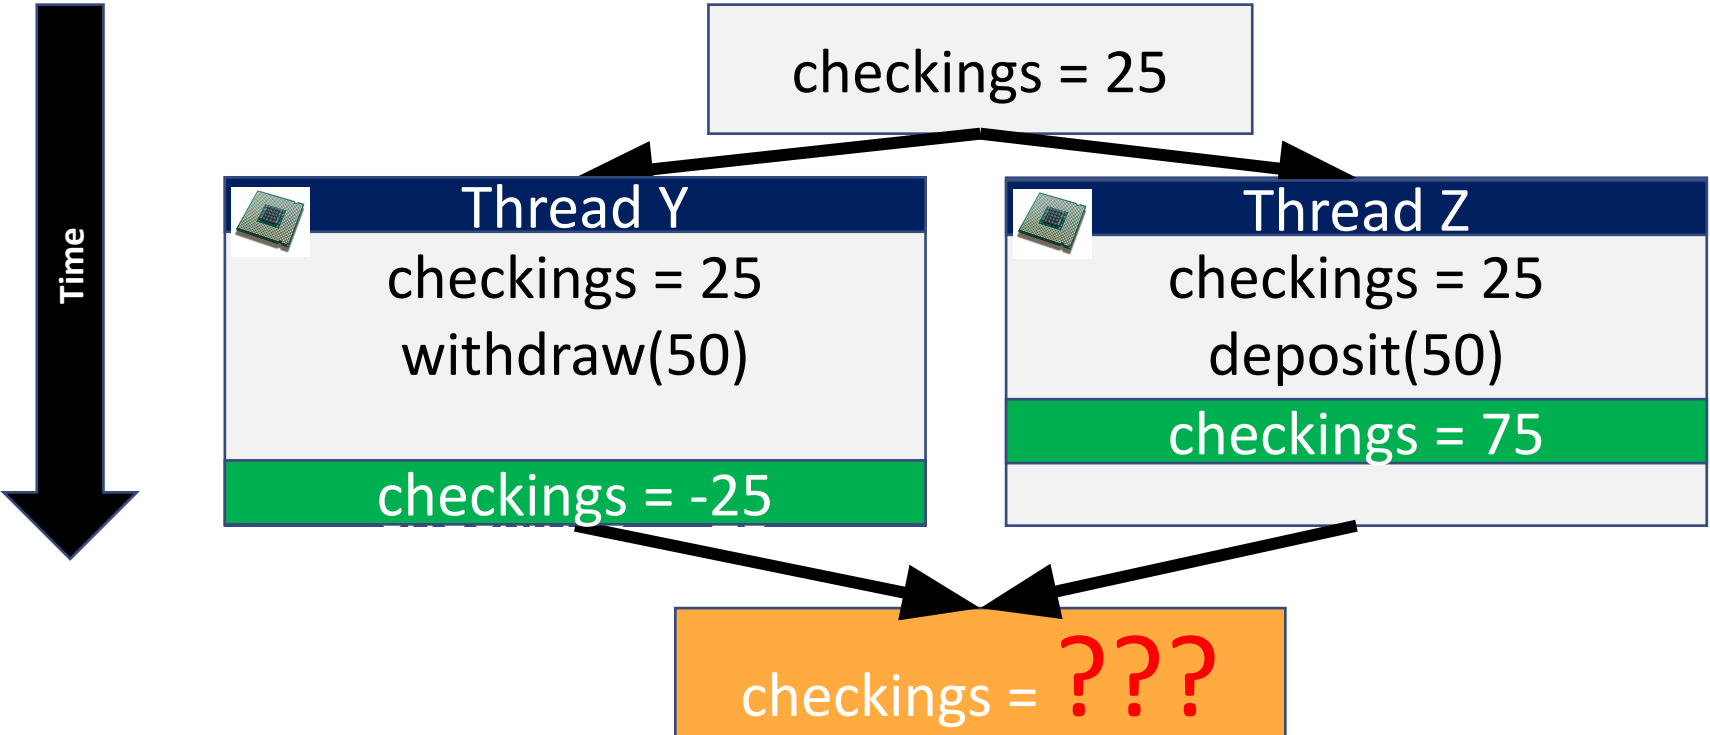 checkings = 25
Time
Thread Y
checkings = 25
withdraw(50)
checkings = -25
Thread Z
checkings = 25
deposit(50)
checkings = 75
checkings = ???